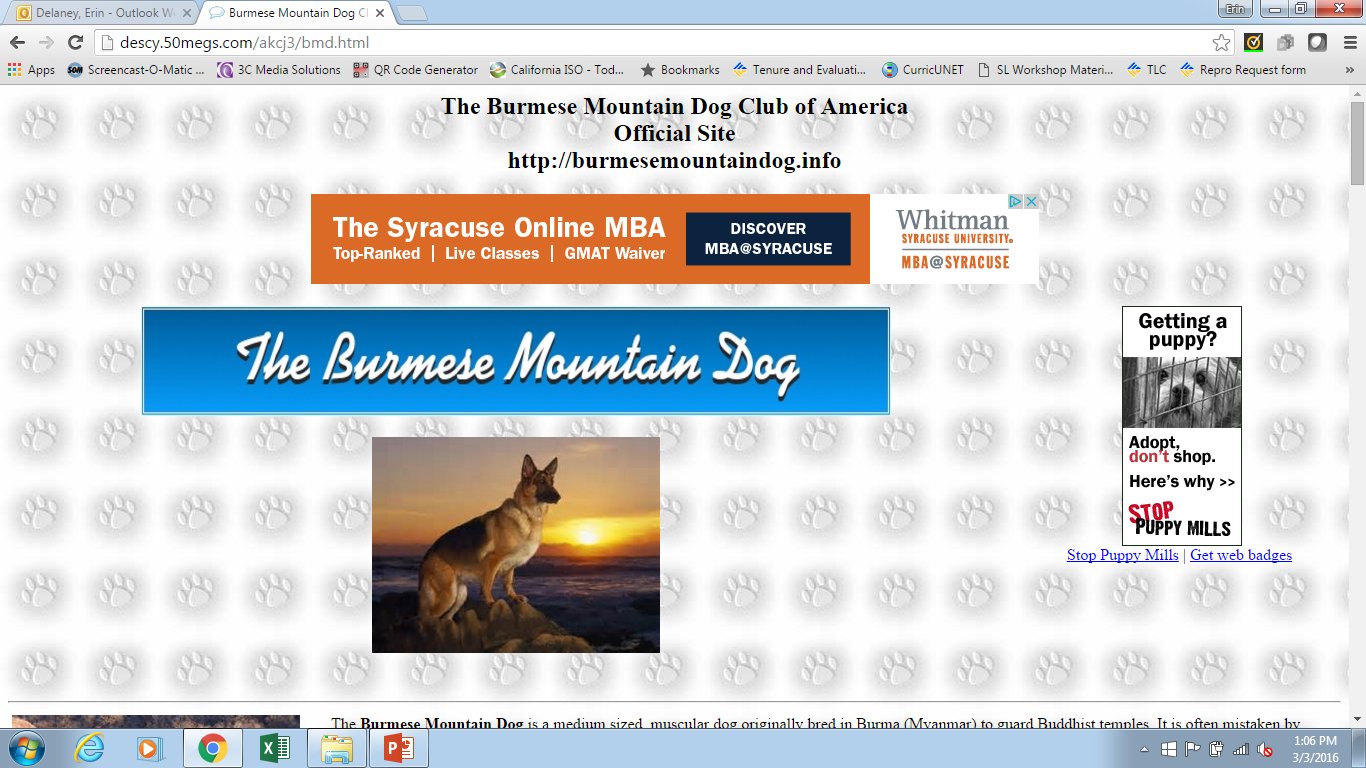 Delaney, Erin - Outlook W
Burmese Mountain Dog Cl
Erin
descy.50megs.com/akcj3/bmd.html
Apps
Screencast-O-Matic ...
3C Media Solutions
QR Code Generator
California ISO - Tod...
Bookmarks
Tenure and Evaluati...
CurricUNET
SL Workshop Materi...
TLC
Repro Request form
»
The Burmese Mountain Dog Club of America
Official Site
http://burmesemountaindog.info
The Syracuse Online MBA
Top-Ranked | Live Classes | GMAT Waiver
DISCOVER
MBA@SYRACUSE
Whitman
SYRACUSE UNIVERSITY.
MBA@SYRACUSE
The Burmese Mountain Dog
Getting a
puppy?
Adopt,
don't shop.
Here's why >>
STOP
PUPPY MILLS
Stop Puppy Mills | Get web badges
The Burmese Mountain Dog is a medium sized, muscular dog originally bred in Burma (Myanmar) to guard Buddhist temples. It is often mistaken by
1:06 PM
3/3/2016